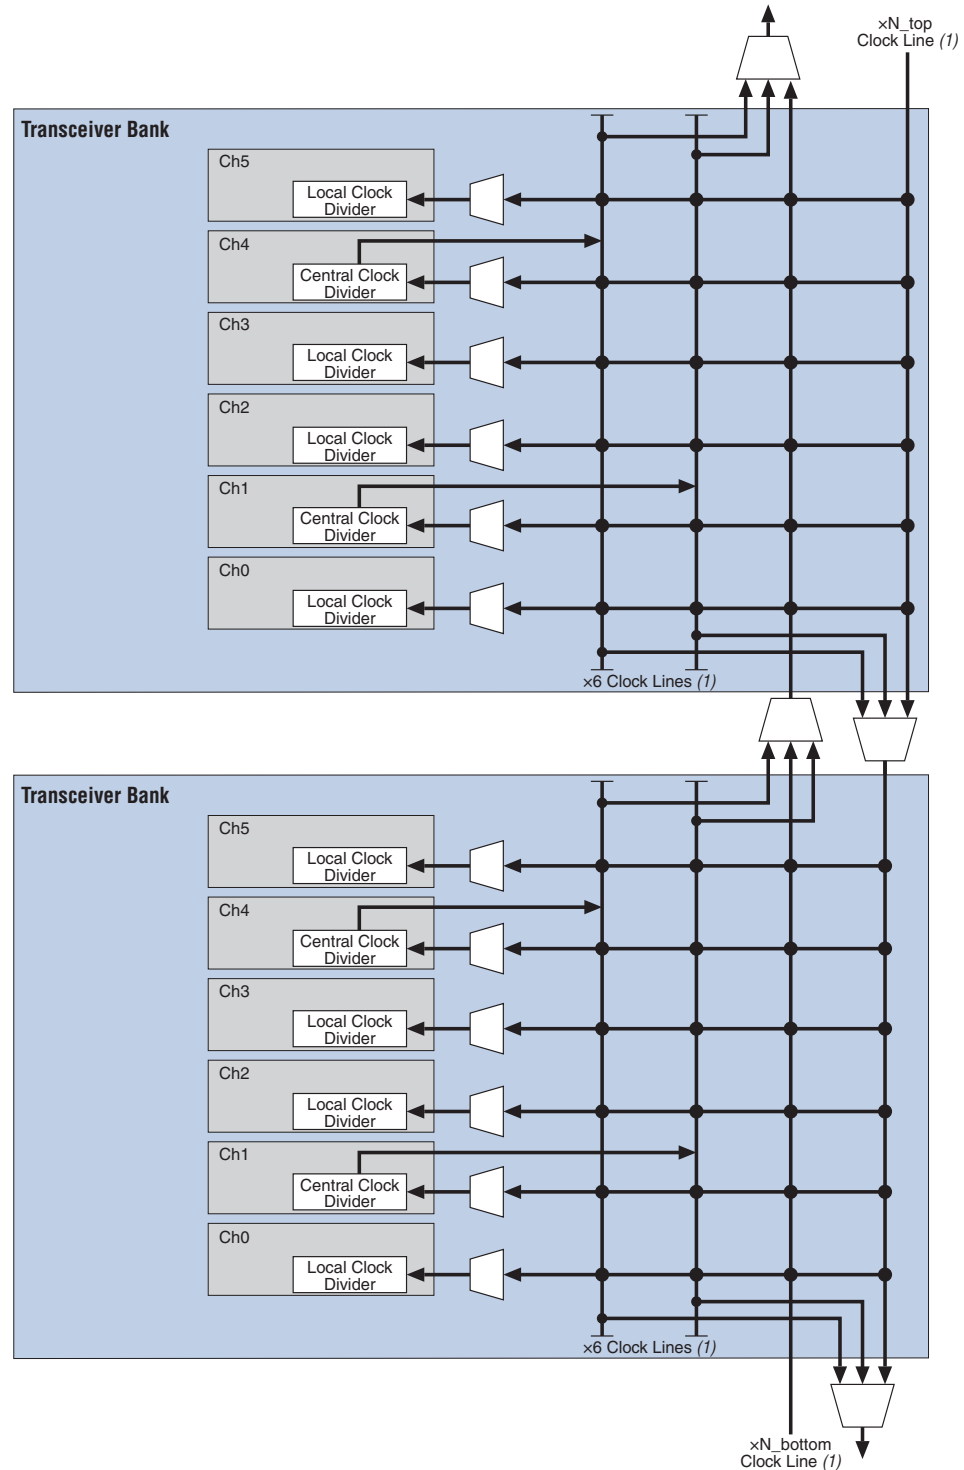 ×N_top
Clock Line (1)
Transceiver Bank
Ch5
Local Clock
Divider
Ch4
Central Clock
Divider
Ch3
Local Clock
Divider
Ch2
Local Clock
Divider
Ch1
Central Clock
Divider
Ch0
Local Clock
Divider
×6 Clock Lines (1)
Transceiver Bank
Ch5
Local Clock
Divider
Ch4
Central Clock
Divider
Ch3
Local Clock
Divider
Ch2
Local Clock
Divider
Ch1
Central Clock
Divider
Ch0
Local Clock
Divider
×6 Clock Lines (1)
×N_bottom
Clock Line (1)